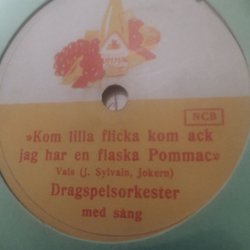 NCB
»Kom lilla flicka kom ack
jag har en flaska Pommac«
Vals (J. Sylvain, jokern)
Dragspelsorkester
med sång